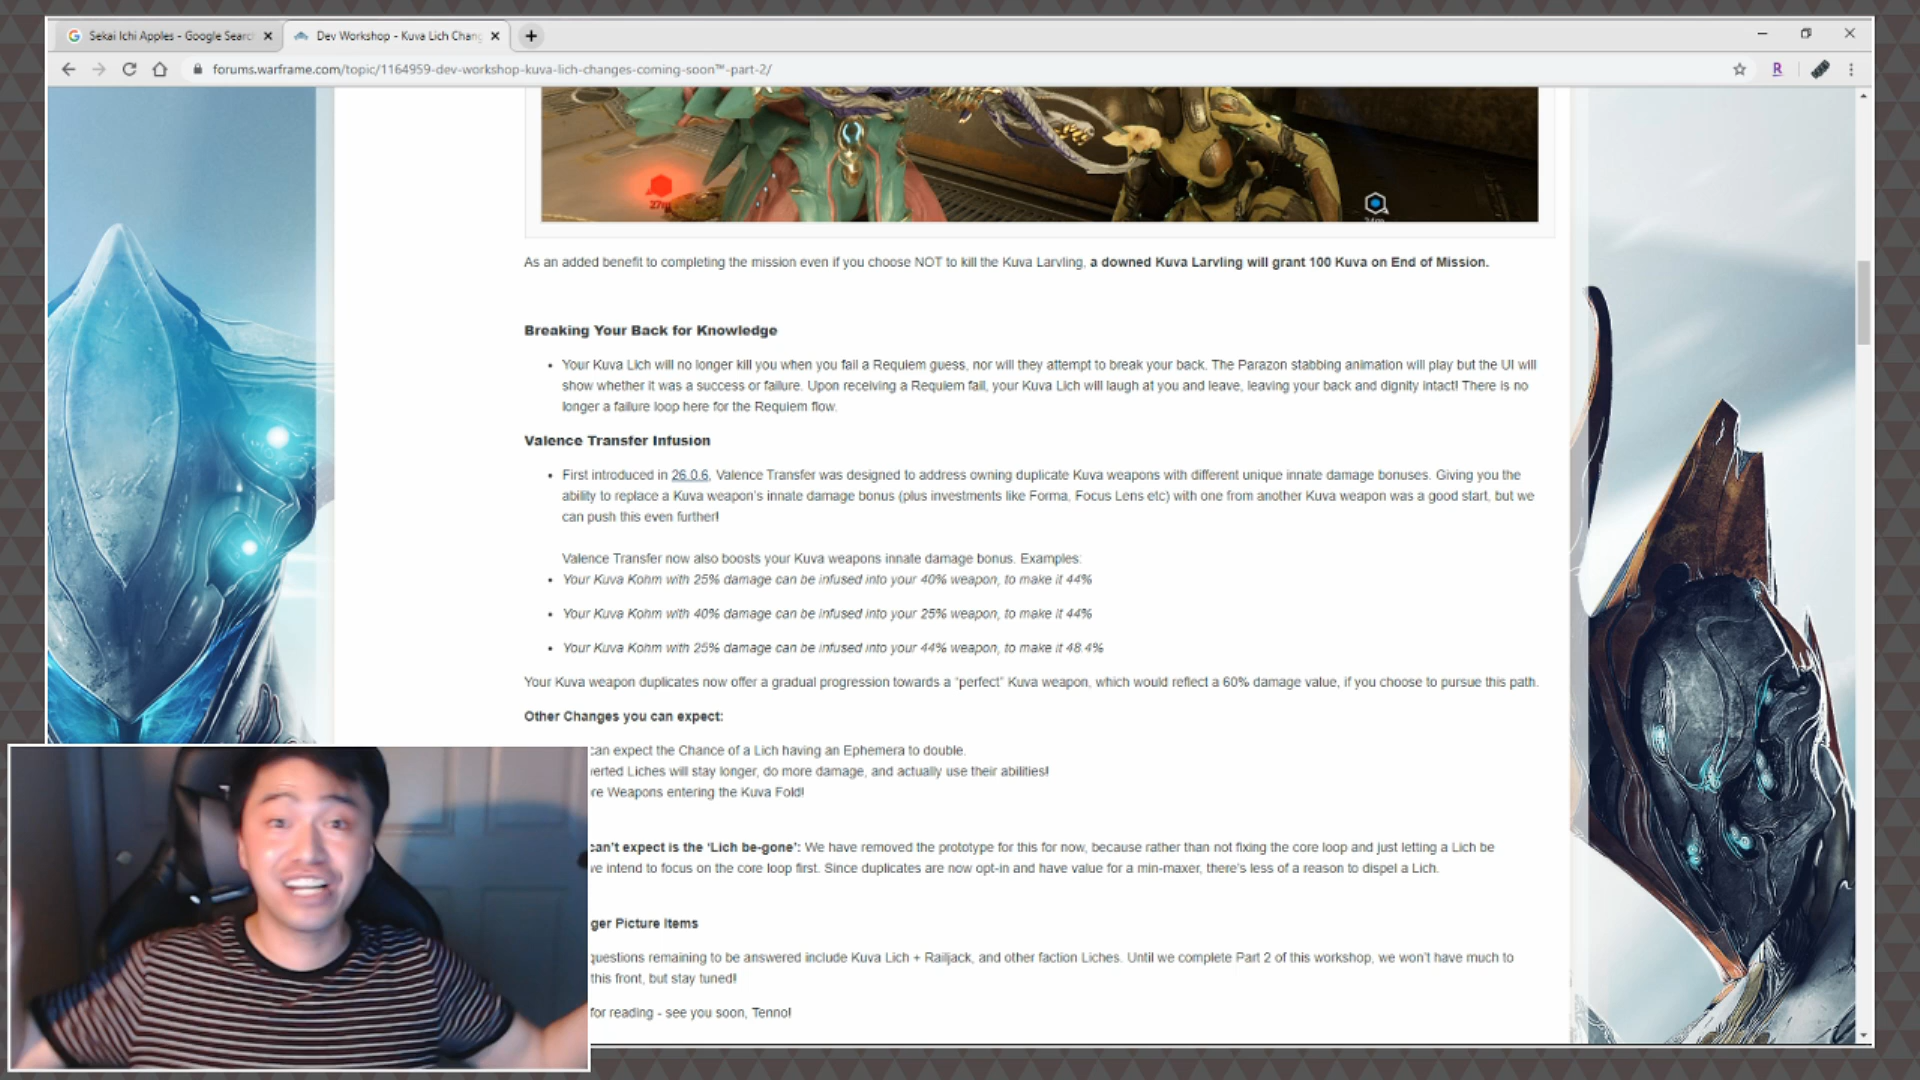 Sekai Ichi Apples - Google Searc
Dev Workshop - Kuva Lich Chang
forums.warframe.com/topic/1164959-dev-workshop-kuva-lich-changes-coming-soon™-part-2/
R
27m
As an added benefit to completing the mission even if you choose NOT to kill the Kuva Larvling, a downed Kuva Larvling will grant 100 Kuva on End of Mission.
Breaking Your Back for Knowledge
• Your Kuva Lich will no longer kill you when you fail a Requiem guess, nor will they attempt to break your back. The Parazon stabbing animation will play but the UI will
show whether it was a success or failure. Upon receiving a Requiem fail, your Kuva Lich will laugh at you and leave, leaving your back and dignity intact! There is no
longer a failure loop here for the Requiem flow.
Valence Transfer Infusion
• First introduced in 26.0.6, Valence Transfer was designed to address owning duplicate Kuva weapons with different unique innate damage bonuses. Giving you the
ability to replace a Kuva weapon's innate damage bonus (plus investments like Forma, Focus Lens etc) with one from another Kuva weapon was a good start, but we
can push this even further!
Valence Transfer now also boosts your Kuva weapons innate damage bonus. Examples:
• Your Kuva Kohm with 25% damage can be infused into your 40% weapon, to make it 44%
• Your Kuva Kohm with 40% damage can be infused into your 25% weapon, to make it 44%
• Your Kuva Kohm with 25% damage can be infused into your 44% weapon, to make it 48.4%
Your Kuva weapon duplicates now offer a gradual progression towards a "perfect" Kuva weapon, which would reflect a 60% damage value, if you choose to pursue this path.
Other Changes you can expect:
can expect the Chance of a Lich having an Ephemera to double.
verted Liches will stay longer, do more damage, and actually use their abilities!
re Weapons entering the Kuva Fold!
can't expect is the 'Lich be-gone': We have removed the prototype for this for now, because rather than not fixing the core loop and just letting a Lich be
ve intend to focus on the core loop first. Since duplicates are now opt-in and have value for a min-maxer, there's less of a reason to dispel a Lich.
ger Picture Items
questions remaining to be answered include Kuva Lich + Railjack, and other faction Liches. Until we complete Part 2 of this workshop, we won't have much to
this front, but stay tuned!
for reading - see you soon, Tenno!